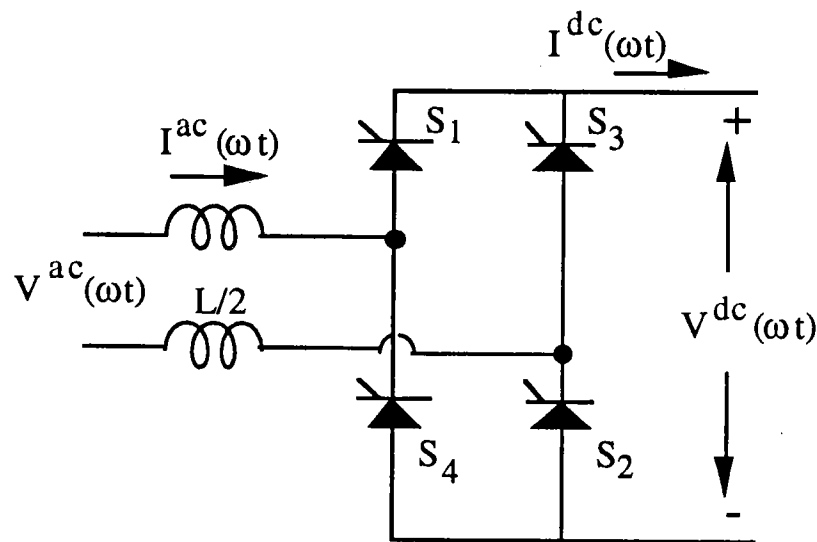 I^dc(ωt)
S₁
S₃
+
I^ac(ωt)
V^ac(ωt)
L/2
V^dc(ωt)
S₄
S₂
-